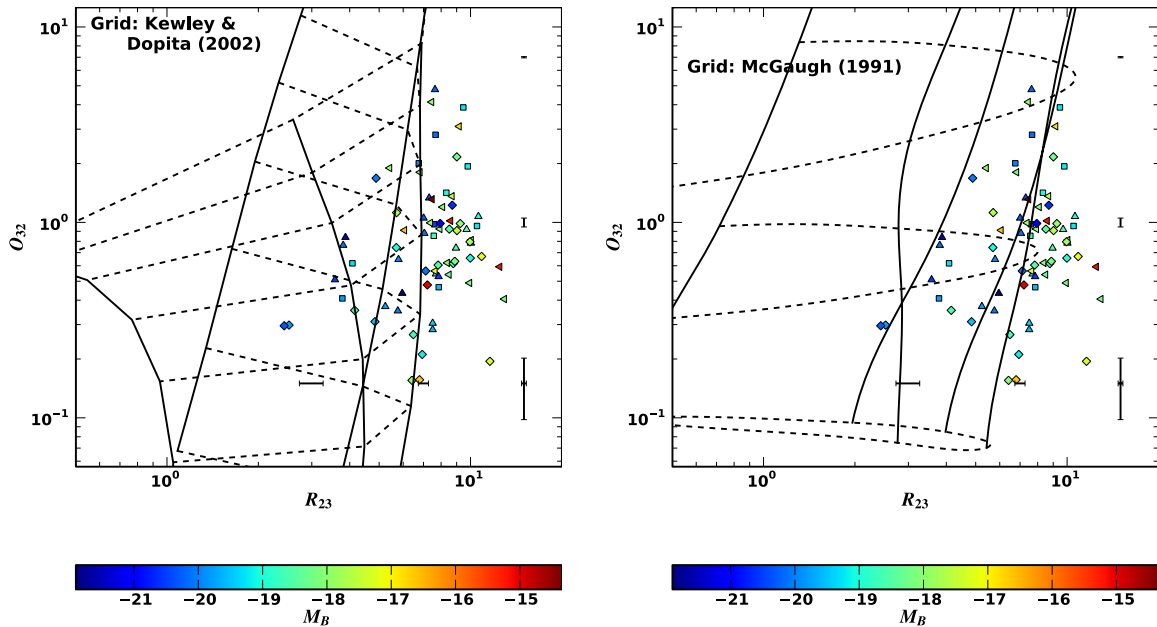 Grid: Kewley &
Dopita (2002)
10¹
10⁰
10⁻¹
O₃₂
10⁰
10¹
R₂₃
−21 −20 −19 −18 −17 −16 −15
M_B
Grid: McGaugh (1991)
10¹
10⁰
10⁻¹
O₃₂
10⁰
10¹
R₂₃
−21 −20 −19 −18 −17 −16 −15
M_B